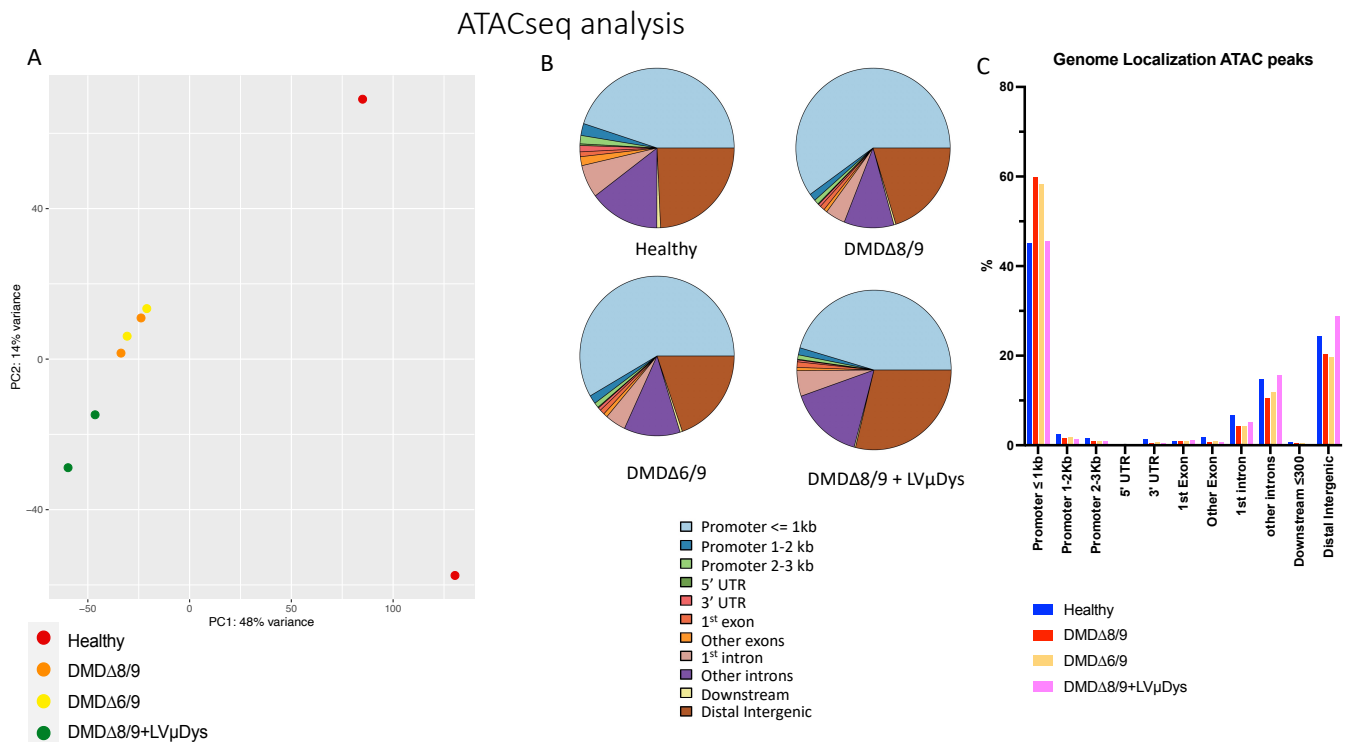 ATACseq analysis
A
40
0
−40
−50
0
50
100
PC2: 14% variance
PC1: 48% variance
Healthy
DMDΔ8/9
DMDΔ6/9
DMDΔ8/9+LVµDys
B
Healthy
DMDΔ8/9
DMDΔ6/9
DMDΔ8/9 + LVµDys
Promoter <= 1kb
Promoter 1-2 kb
Promoter 2-3 kb
5’ UTR
3’ UTR
1st exon
Other exons
1st intron
Other introns
Downstream
Distal Intergenic
C
Genome Localization ATAC peaks
80
60
40
20
0
%
Promoter ≤ 1kb
Promoter 1-2Kb
Promoter 2-3Kb
5' UTR
3' UTR
1st Exon
Other Exon
1st intron
other introns
Downstream ≤300
Distal Intergenic
Healthy
DMDΔ8/9
DMDΔ6/9
DMDΔ8/9+LVµDys